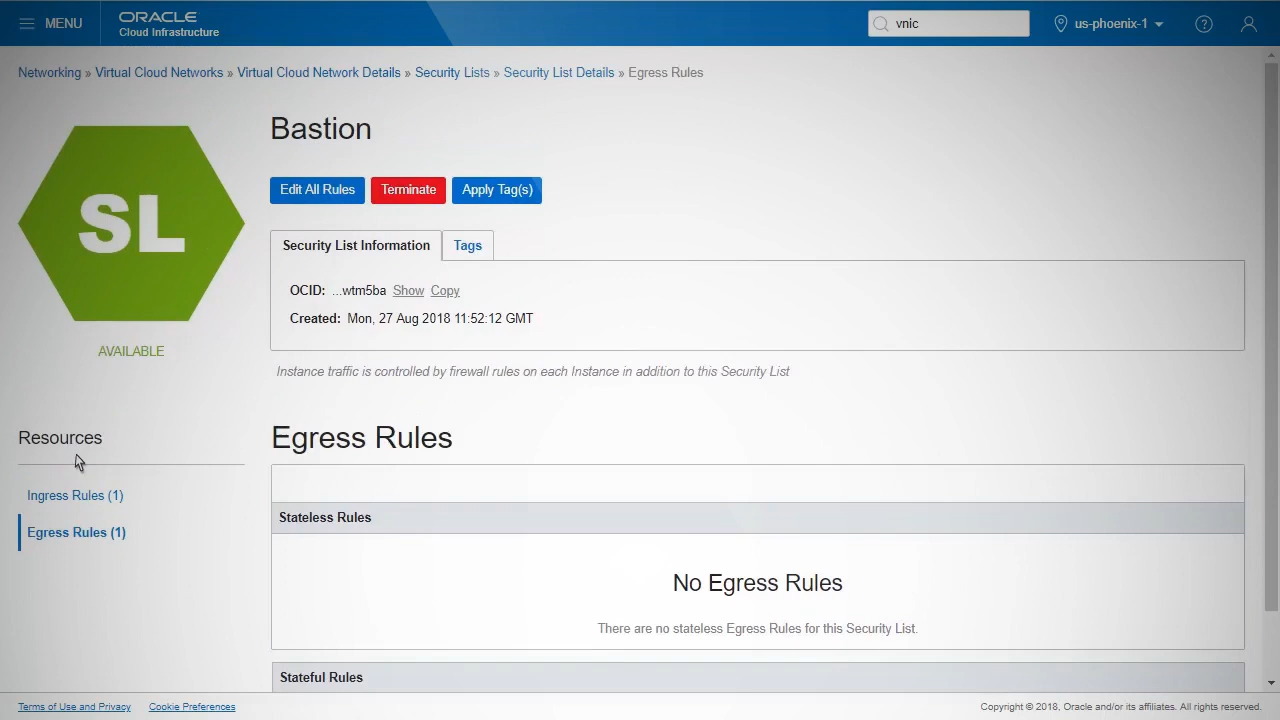 MENU
ORACLE
Cloud Infrastructure
vnic
us-phoenix-1
?
Networking » Virtual Cloud Networks » Virtual Cloud Network Details » Security Lists » Security List Details » Egress Rules
SL
AVAILABLE
Bastion
Edit All Rules Terminate Apply Tag(s)
Security List Information Tags
OCID: ...wtm5ba Show Copy
Created: Mon, 27 Aug 2018 11:52:12 GMT
Instance traffic is controlled by firewall rules on each Instance in addition to this Security List
Resources
Ingress Rules (1)
Egress Rules (1)
Egress Rules
Stateless Rules
No Egress Rules
There are no stateless Egress Rules for this Security List.
Stateful Rules
Terms of Use and Privacy Cookie Preferences
Copyright © 2018, Oracle and/or its affiliates. All rights reserved.